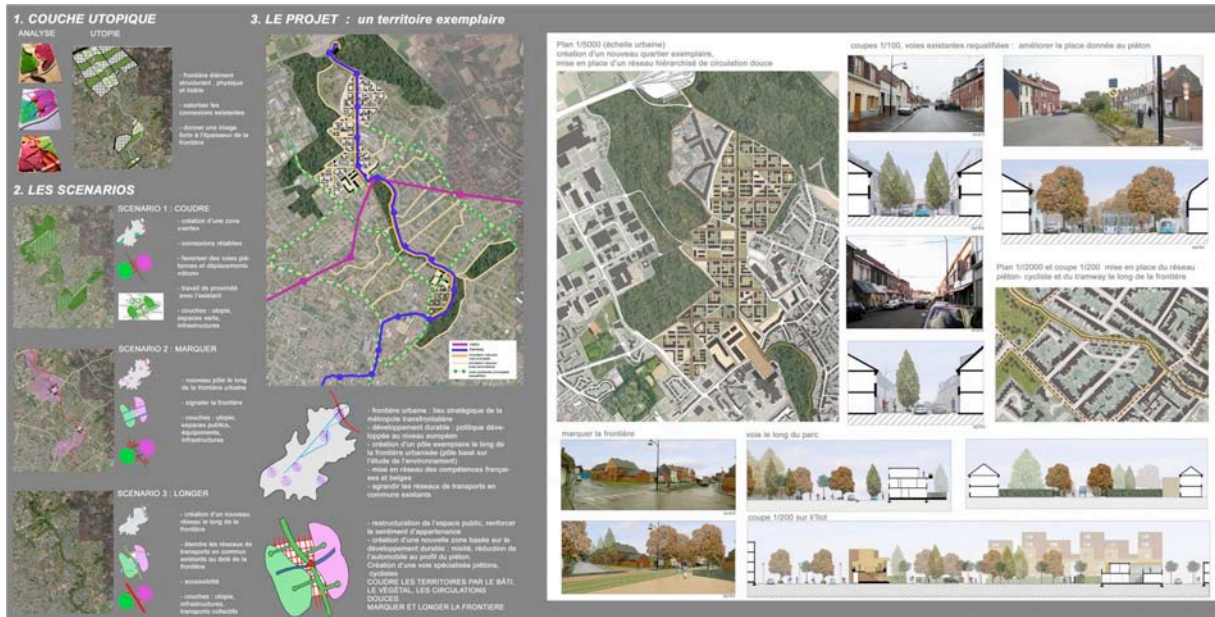 1. COUCHE UTOPIQUE
ANALYSE
UTOPIE
- frontière élément
structurant : physique
et lisible
- valoriser les
connexions existantes
- donner une image
forte à l'épaisseur de la
frontière
2. LES SCENARIOS
SCENARIO 1 : COUDRE
- création d'une zone
«verte»
- connexions rétablies
- favoriser des voies pié-
tonnes et déplacements
«doux»
- travail de proximité
avec l'existant
- couches : utopie,
espaces verts,
infrastructures
SCENARIO 2 : MARQUER
- nouveau pôle le long
de la frontière urbaine
- signaler la frontière
- couches : utopie,
espaces publics,
équipements,
infrastructures
SCENARIO 3 : LONGER
- création d'un nouveau
réseau le long de la
frontière
- étendre les réseaux de
transports en commun
existants au delà de la
frontière
- accessibilité
- couches : utopie,
infrastructures,
transports collectifs
3. LE PROJET : un territoire exemplaire
- frontière urbaine : lieu stratégique de la
métropole transfrontalière
- développement durable : politique déve-
loppée au niveau européen
- création d'un pôle exemplaire le long de
la frontière urbanisée (pôle basé sur
l'étude de l'environnement)
- mise en réseau des compétences françai-
ses et belges
- agrandir les réseaux de transports en
communs existants
- restructuration de l'espace public, renforcer
le sentiment d'appartenance
- création d'une nouvelle zone basée sur le
développement durable : mixité, réduction de
l'automobile au profit du piéton.
Création d'une voie spécialisée piétons,
cyclistes
COUDRE LES TERRITOIRES PAR LE BÂTI,
LE VÉGÉTAL, LES CIRCULATIONS
DOUCES
MARQUER ET LONGER LA FRONTIERE
Plan 1/5000 (échelle urbaine)
création d'un nouveau quartier exemplaire,
mise en place d'un réseau hiérarchisé de circulation douce
coupes 1/100, voies existantes requalifiées : améliorer la place donnée au piéton
Plan 1//2000 et coupe 1/200 mise en place du réseau
piéton- cycliste et du tramway le long de la frontière
marquer la frontière
voie le long du parc
coupe 1/200 sur l'îlot